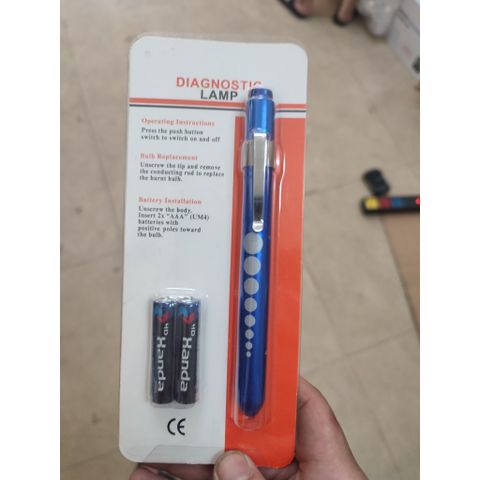 DIAGNOSTIC
LAMP
Operating Instructions
Press the push button
switch to switch on and off
Bulb Replacement
Unscrew the tip and remove
the conducting rod to replace
the burnt bulb.
Battery Installation
Unscrew the body.
Insert 2x "AAA" (UM4)
batteries with
positive poles toward
the bulb.
HD
Xanda
HD
Xanda
CE